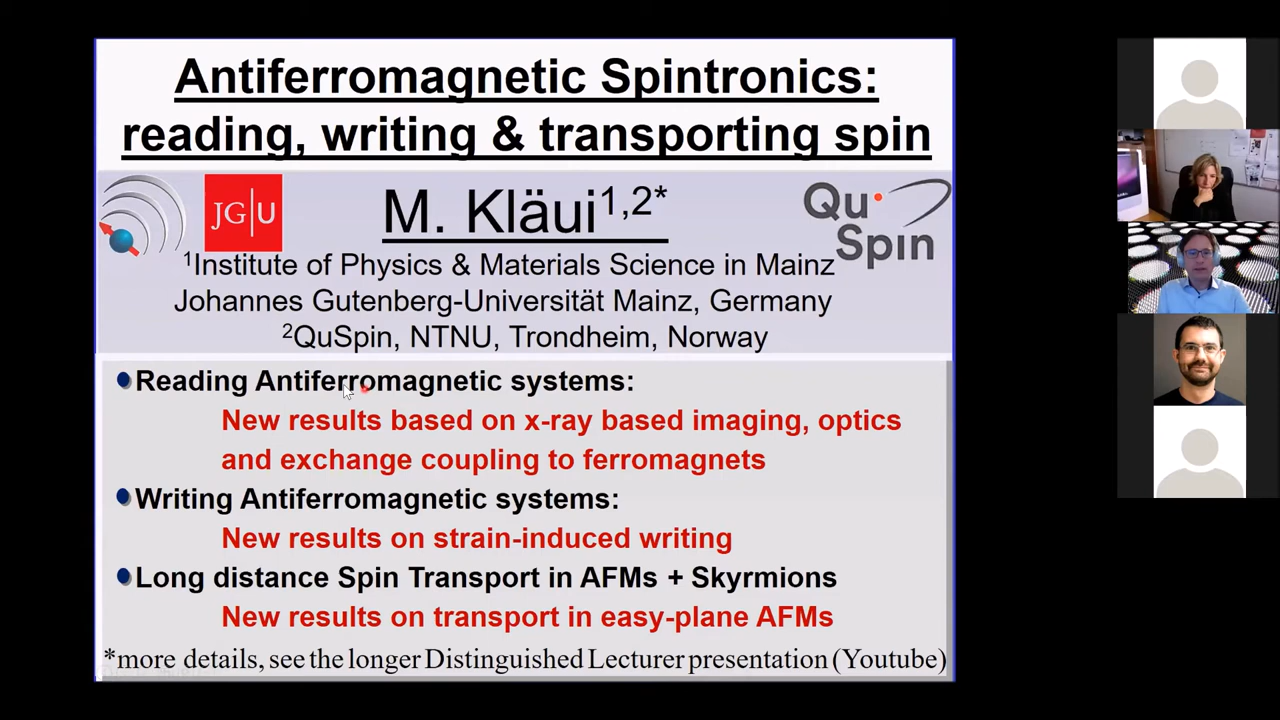 Antiferromagnetic Spintronics:
reading, writing & transporting spin
JG|U
M. Kläui1,2*
QuSpin
1Institute of Physics & Materials Science in Mainz
Johannes Gutenberg-Universität Mainz, Germany
2QuSpin, NTNU, Trondheim, Norway
Reading Antiferromagnetic systems:
New results based on x-ray based imaging, optics
and exchange coupling to ferromagnets
Writing Antiferromagnetic systems:
New results on strain-induced writing
Long distance Spin Transport in AFMs + Skyrmions
New results on transport in easy-plane AFMs
*more details, see the longer Distinguished Lecturer presentation (Youtube)